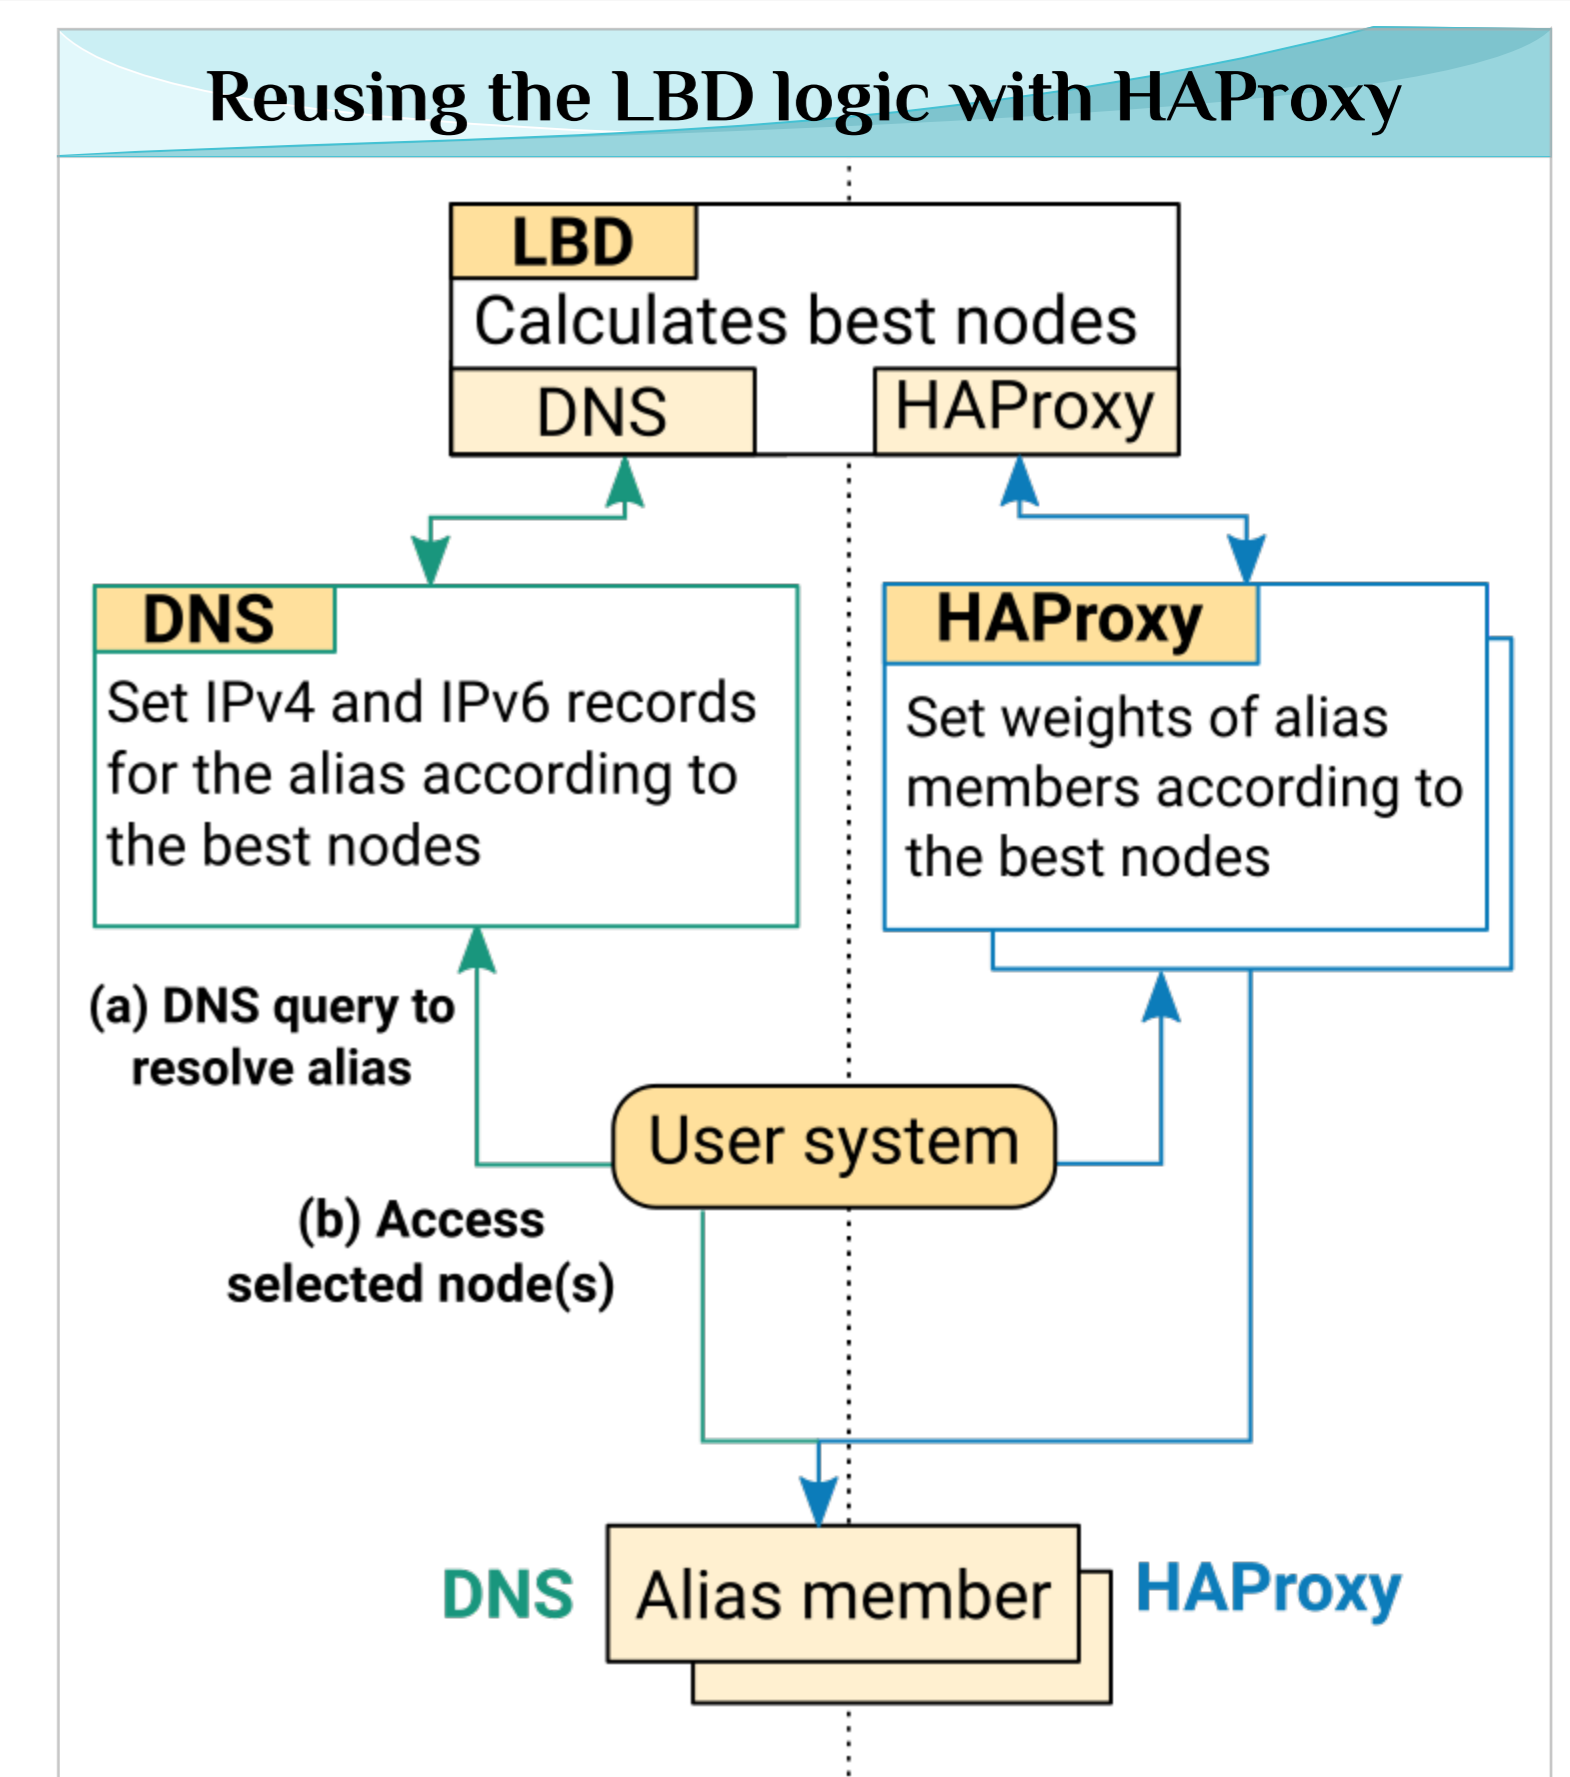 Reusing the LBD logic with HAProxy
LBD
Calculates best nodes
DNS
HAProxy
DNS
Set IPv4 and IPv6 records
for the alias according to
the best nodes
HAProxy
Set weights of alias
members according to
the best nodes
(a) DNS query to
resolve alias
User system
(b) Access
selected node(s)
DNS
Alias member
HAProxy